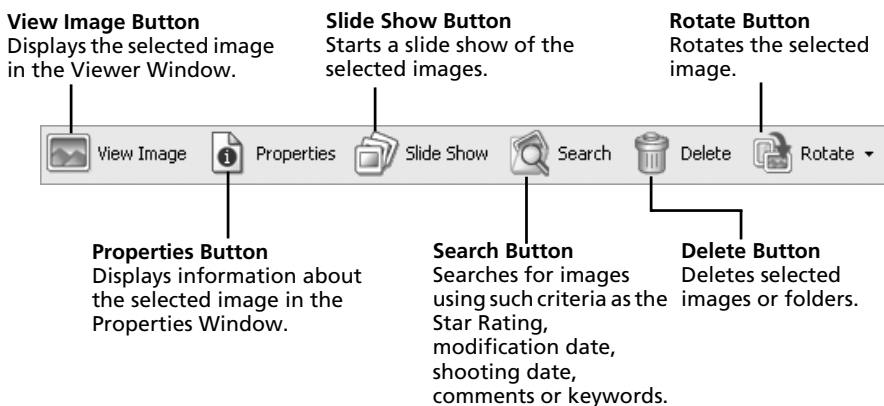 View Image Button
Displays the selected image
in the Viewer Window.
Slide Show Button
Starts a slide show of the
selected images.
Rotate Button
Rotates the selected
image.
View Image
Properties
Slide Show
Search
Delete
Rotate
Properties Button
Displays information about
the selected image in the
Properties Window.
Search Button
Searches for images
using such criteria as the
Star Rating,
modification date,
shooting date,
comments or keywords.
Delete Button
Deletes selected
images or folders.